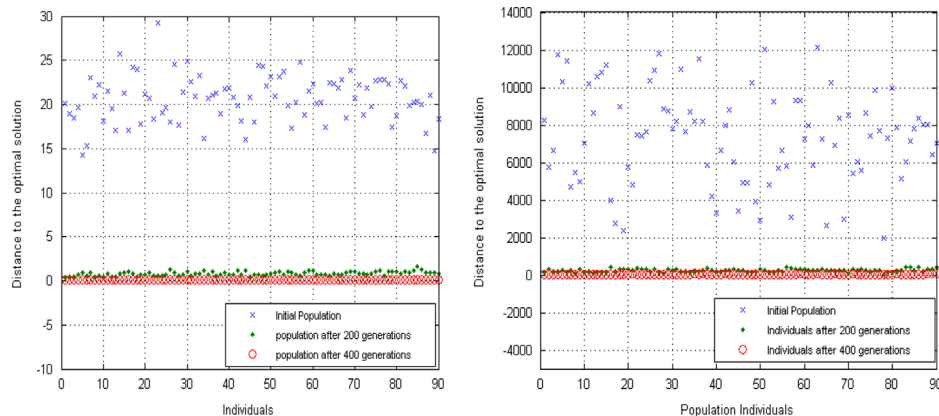 30
25
20
15
10
5
0
-5
-10
Distance to the optimal solution
Initial Population
population after 200 generations
population after 400 generations
0 10 20 30 40 50 60 70 80 90
Individuals
14000
12000
10000
8000
6000
4000
2000
0
-2000
-4000
Distance to the optimal solution
Initial Population
Individuals after 200 generations
Individuals after 400 generations
0 10 20 30 40 50 60 70 80 90
Population Individuals